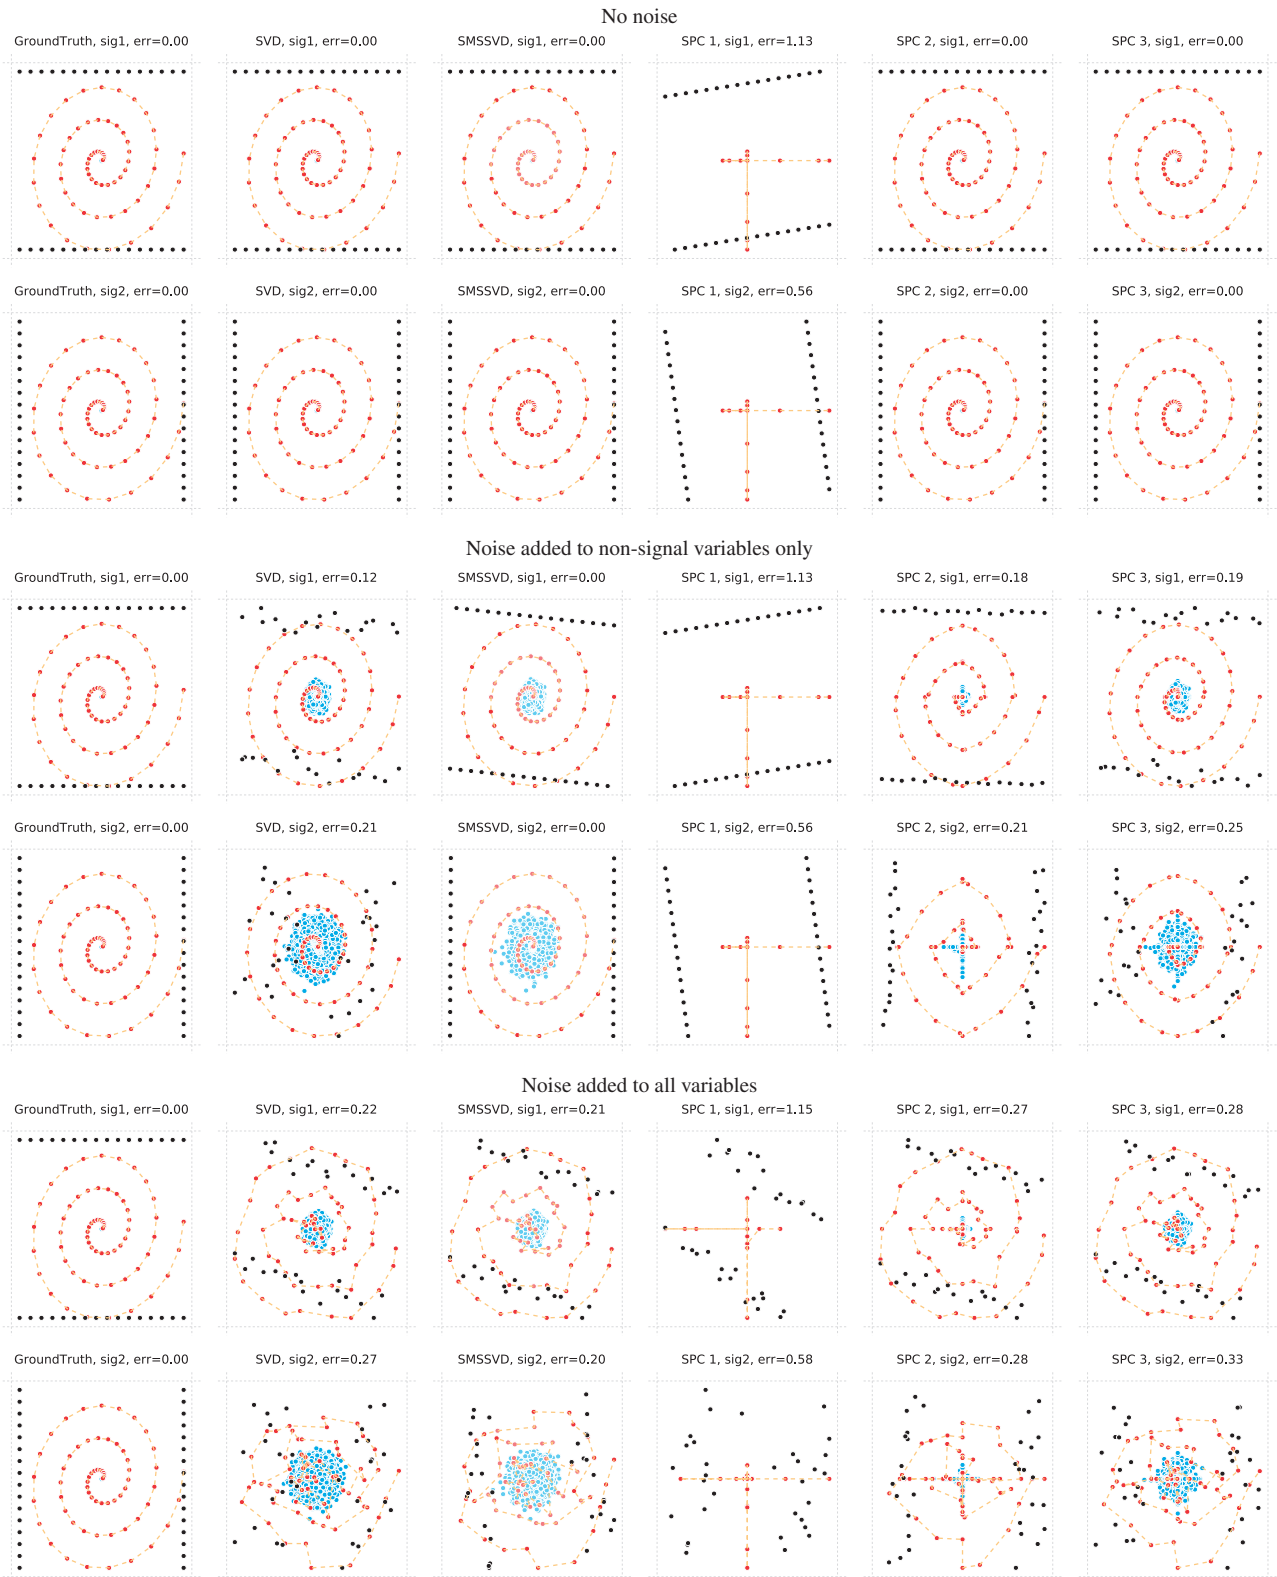 No noise
GroundTruth, sig1, err=0.00 SVD, sig1, err=0.00 SMSSVD, sig1, err=0.00 SPC 1, sig1, err=1.13 SPC 2, sig1, err=0.00 SPC 3, sig1, err=0.00
GroundTruth, sig2, err=0.00 SVD, sig2, err=0.00 SMSSVD, sig2, err=0.00 SPC 1, sig2, err=0.56 SPC 2, sig2, err=0.00 SPC 3, sig2, err=0.00
Noise added to non-signal variables only
GroundTruth, sig1, err=0.00 SVD, sig1, err=0.12 SMSSVD, sig1, err=0.00 SPC 1, sig1, err=1.13 SPC 2, sig1, err=0.18 SPC 3, sig1, err=0.19
GroundTruth, sig2, err=0.00 SVD, sig2, err=0.21 SMSSVD, sig2, err=0.00 SPC 1, sig2, err=0.56 SPC 2, sig2, err=0.21 SPC 3, sig2, err=0.25
Noise added to all variables
GroundTruth, sig1, err=0.00 SVD, sig1, err=0.22 SMSSVD, sig1, err=0.21 SPC 1, sig1, err=1.15 SPC 2, sig1, err=0.27 SPC 3, sig1, err=0.28
GroundTruth, sig2, err=0.00 SVD, sig2, err=0.27 SMSSVD, sig2, err=0.20 SPC 1, sig2, err=0.58 SPC 2, sig2, err=0.28 SPC 3, sig2, err=0.33